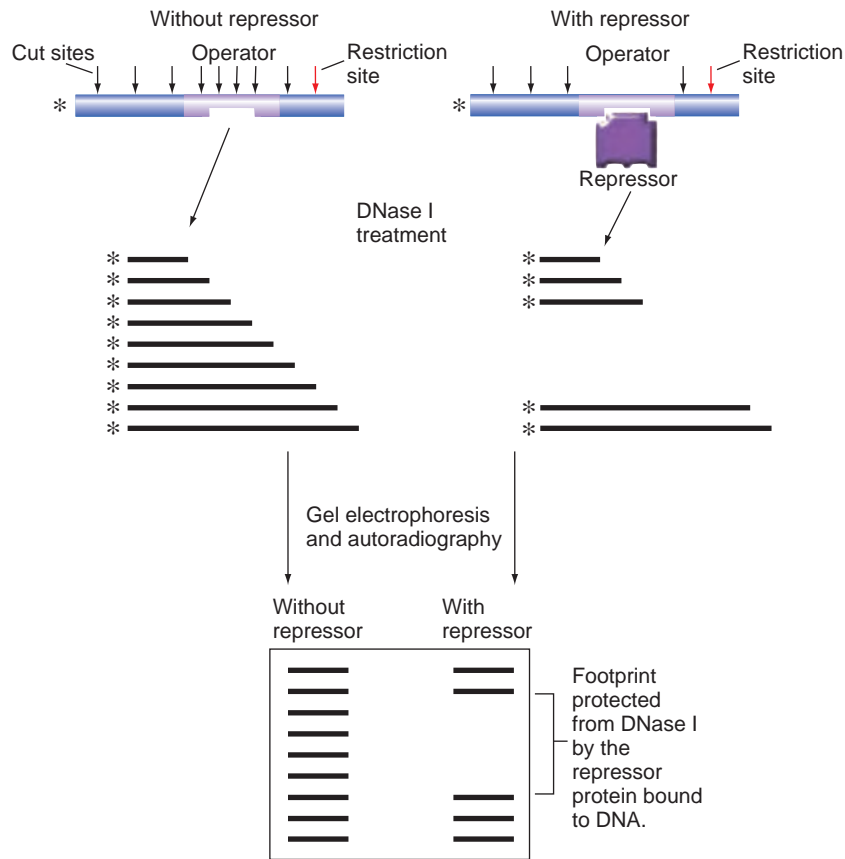 Without repressor
Cut sites
Operator
Restriction
site
*
With repressor
Operator
Restriction
site
*
Repressor
DNase I
treatment
*
*
*
*
*
*
*
*
*
*
*
*
*
*
Gel electrophoresis
and autoradiography
Without
repressor
With
repressor
Footprint
protected
from DNase I
by the
repressor
protein bound
to DNA.